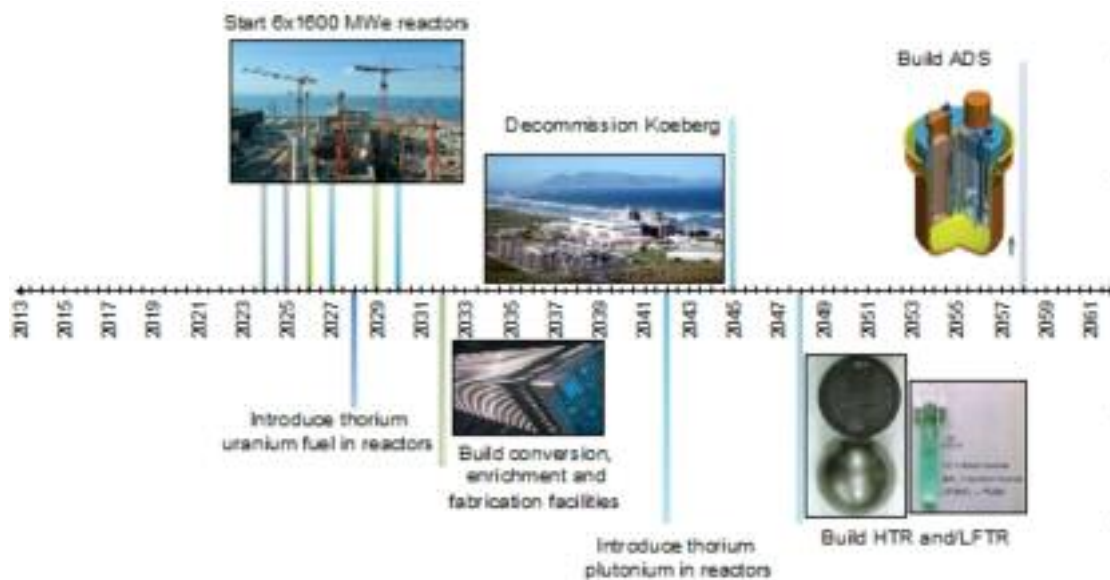 Start 6x1600 MWe reactors
Build ADS
Decommission Koeberg
2013
2015
2017
2019
2021
2023
2025
2027
2029
2031
2033
2035
2037
2039
2041
2043
2045
2047
2049
2051
2053
2055
2057
2059
2061
Introduce thorium
uranium fuel in reactors
Build conversion,
enrichment and
fabrication facilities
Introduce thorium
plutonium in reactors
Build HTR and/LFTR